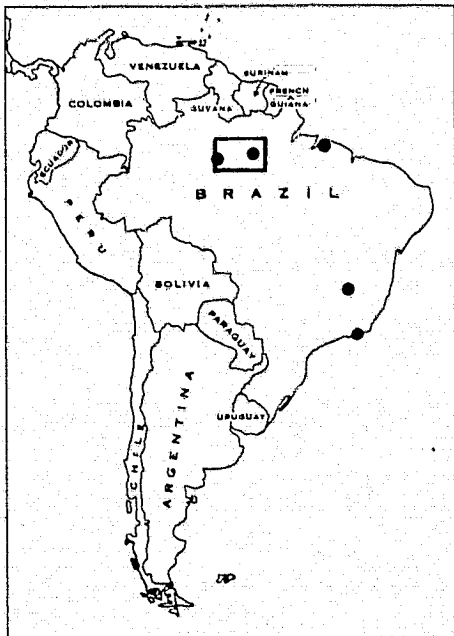 VENEZUELA
SURINAM
COLOMBIA
GUYANA
FRENCH
GUIANA
ECUADOR
BRAZIL
PERU
BOLIVIA
PARAGUAY
CHILE
ARGENTINA
URUGUAY